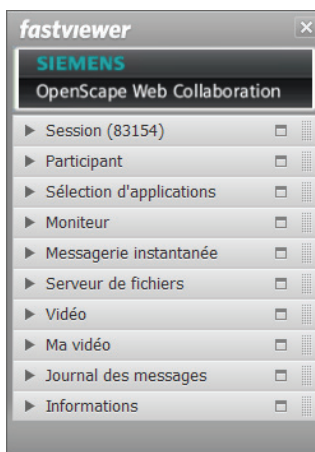 fastviewer
SIEMENS
OpenScape Web Collaboration
Session (83154)
Participant
Sélection d'applications
Moniteur
Messagerie instantanée
Serveur de fichiers
Vidéo
Ma vidéo
Journal des messages
Informations